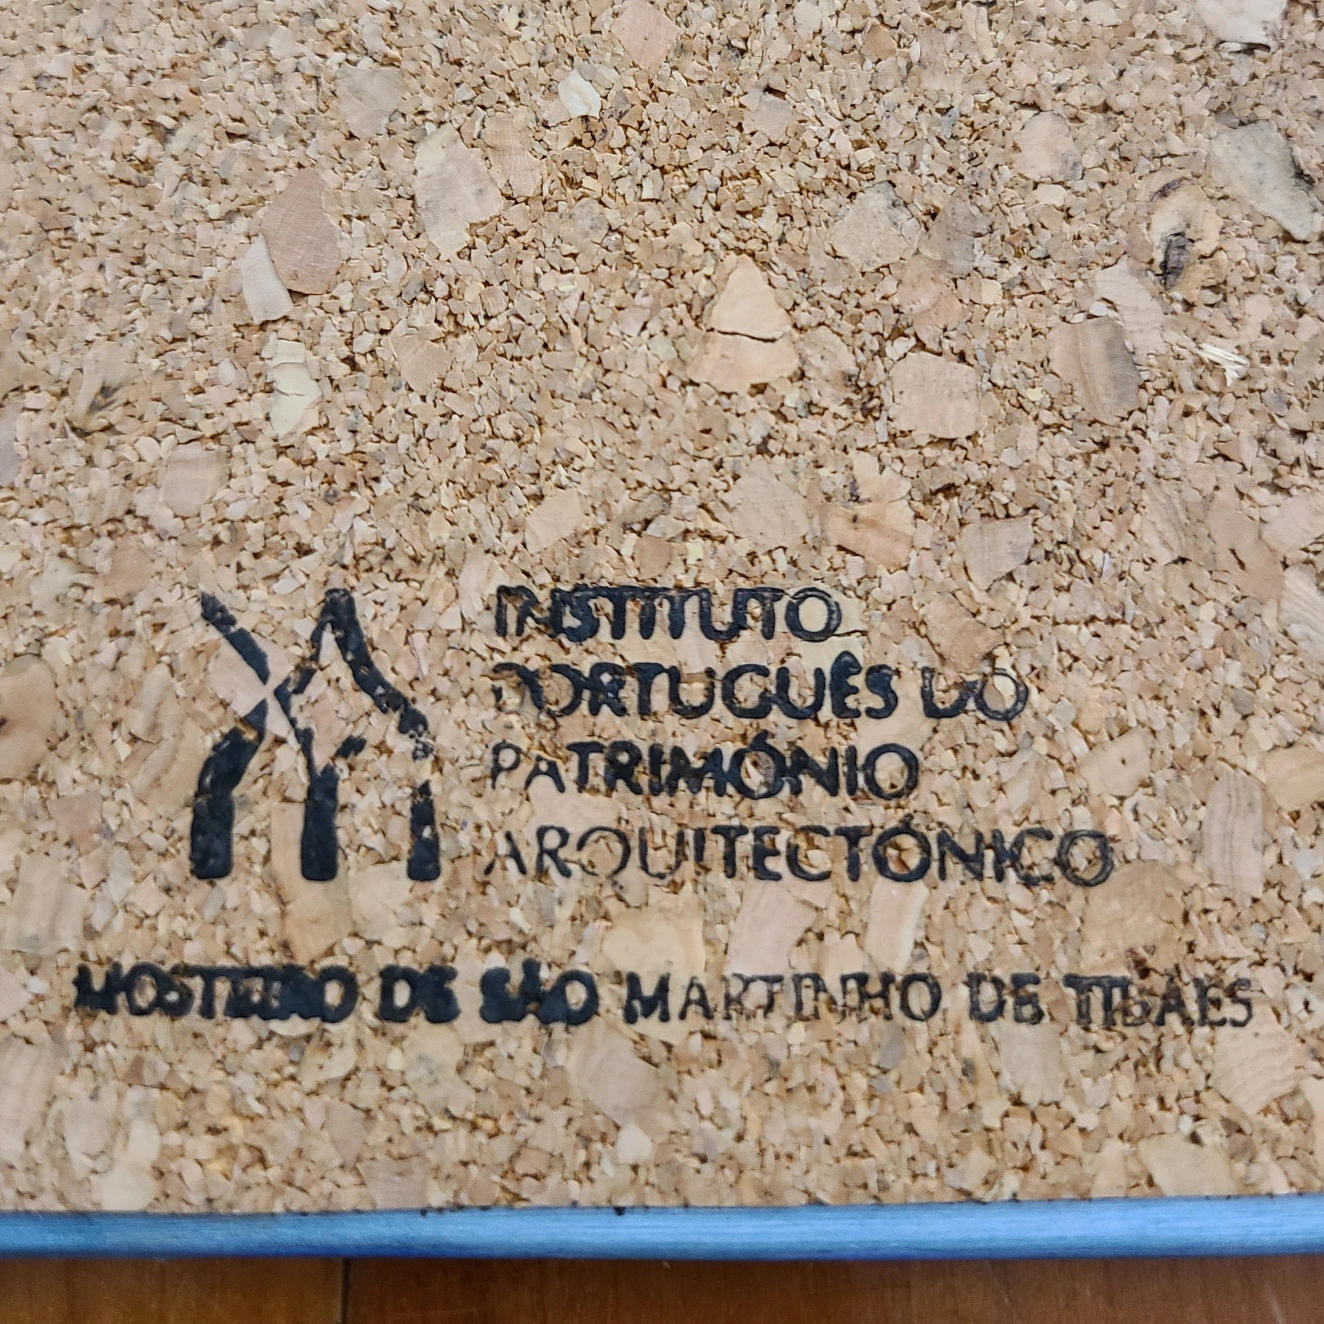 INSTITUTO
PORTUGUÊS DO
PATRIMÓNIO
ARQUITECTÓNICO
MOSTEIRO DE SÃO MARTINHO DE TIBÃES